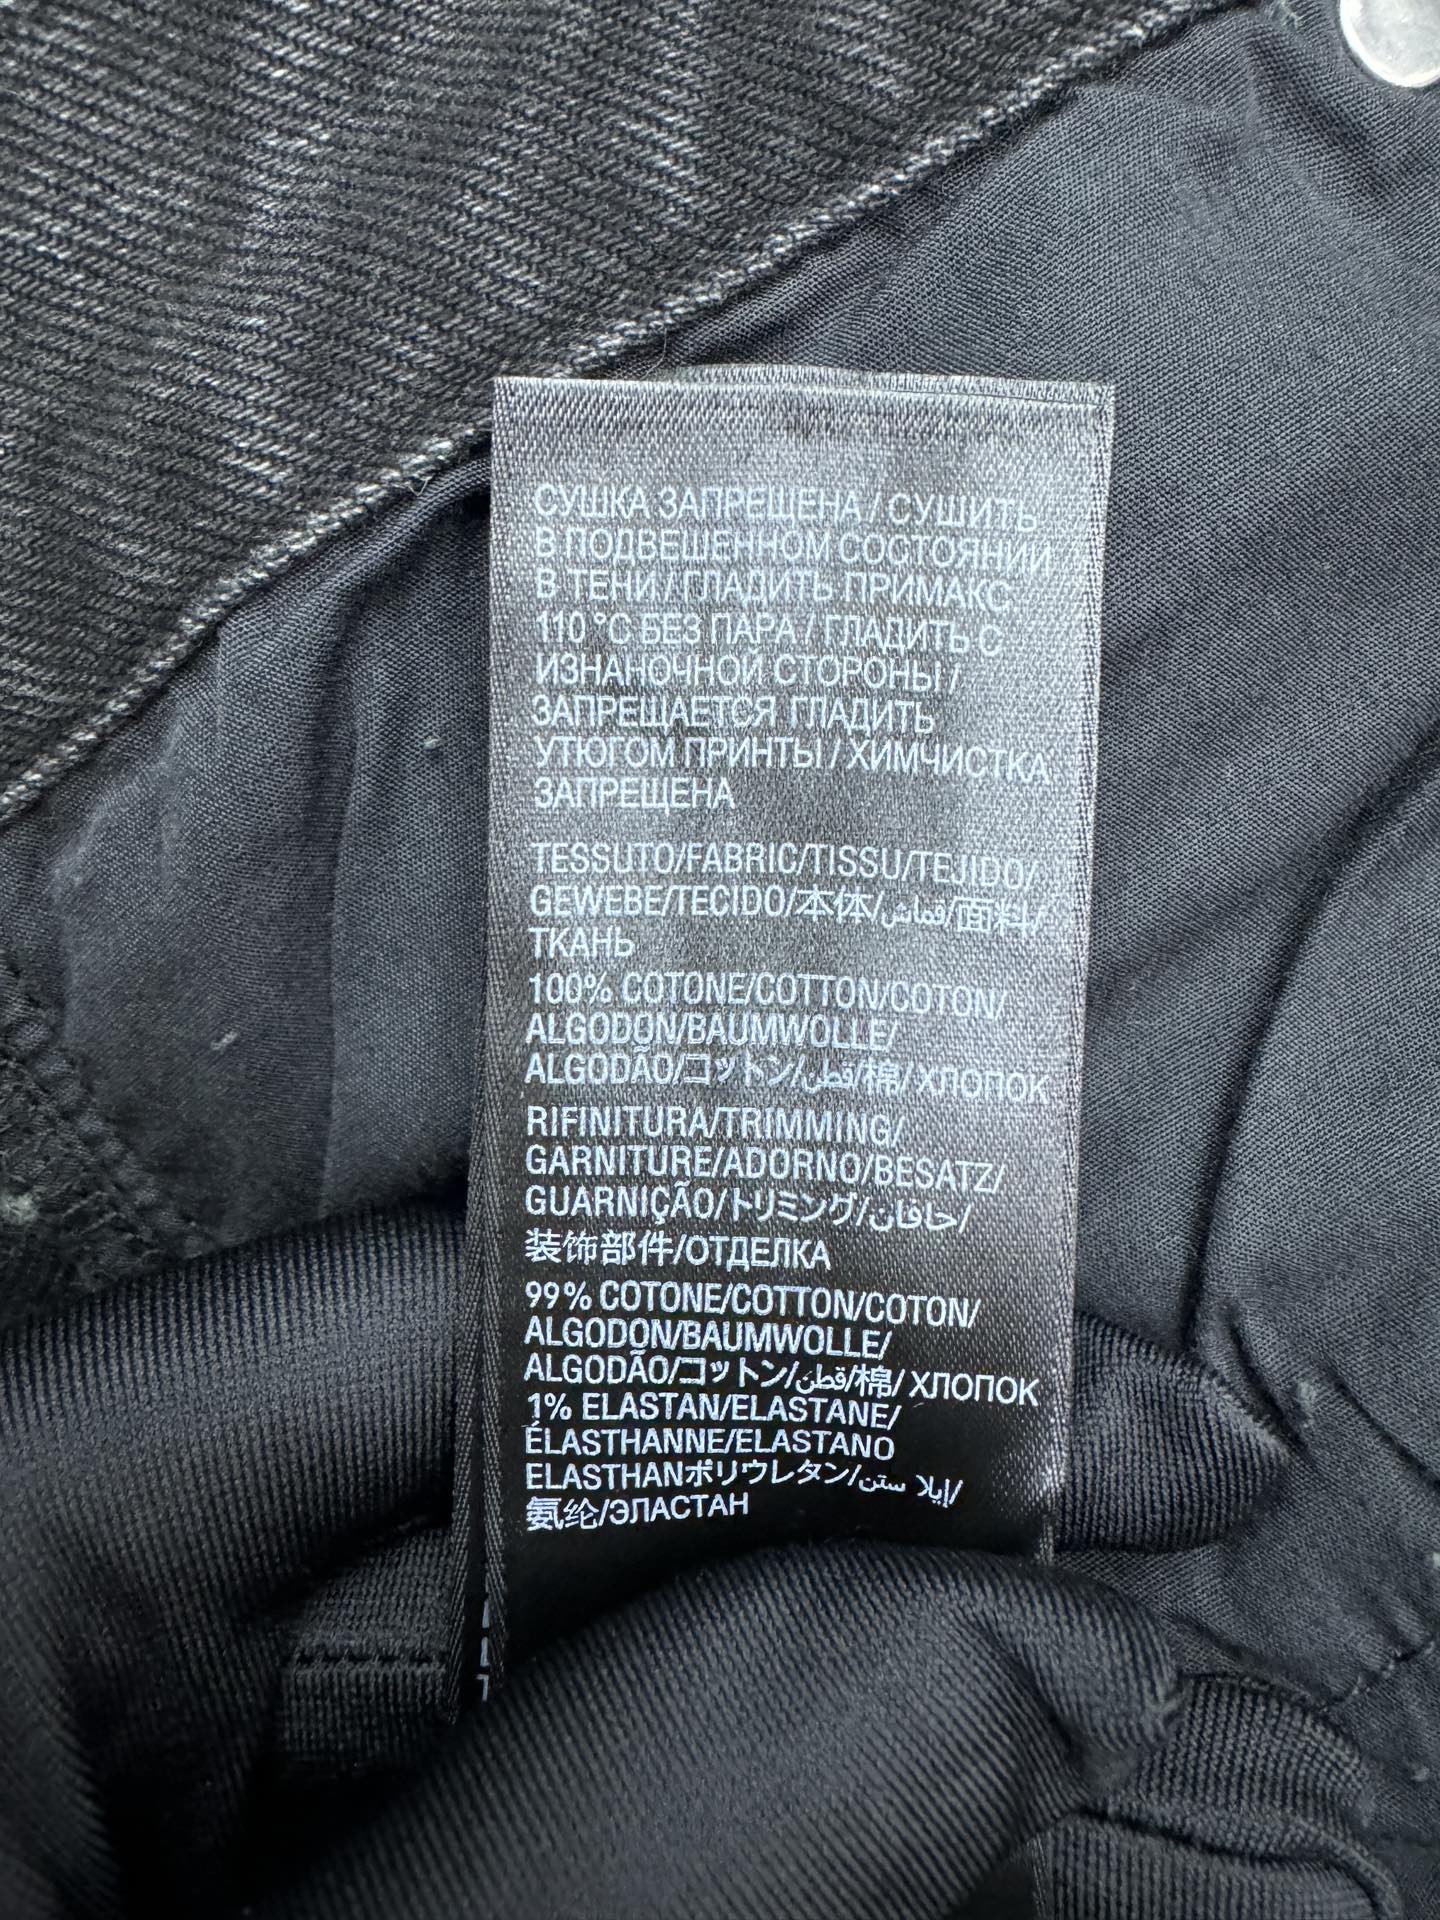 СУШКА ЗАПРЕЩЕНА / СУШИТЬ
В ПОДВЕШЕННОМ СОСТОЯНИИ
В ТЕНИ / ГЛАДИТЬ ПРИ МАКС
110 °C БЕЗ ПАРА / ГЛАДИТЬ С
ИЗНАНОЧНОЙ СТОРОНЫ /
ЗАПРЕЩАЕТСЯ ГЛАДИТЬ
УТЮГОМ ПРИНТЫ / ХИМЧИСТКА
ЗАПРЕЩЕНА
TESSUTO/FABRIC/TISSU/TEJIDO/
GEWEBE/TECIDO/本体/قماش/面料/
ТКАНЬ
100% COTONE/COTTON/COTON/
ALGODON/BAUMWOLLE/
ALGODÃO/コットン/قطن/棉/ ХЛОПОК
RIFINITURA/TRIMMING/
GARNITURE/ADORNO/BESATZ/
GUARNIÇÃO/トリミング/حافان/
装饰部件/ОТДЕЛКА
99% COTONE/COTTON/COTON/
ALGODON/BAUMWOLLE/
ALGODÃO/コットン/قطن/棉/ ХЛОПОК
1% ELASTAN/ELASTANE/
ÉLASTHANNE/ELASTANO
ELASTHANポリウレタン/إيلا ستن/
氨纶/ЭЛАСТАН